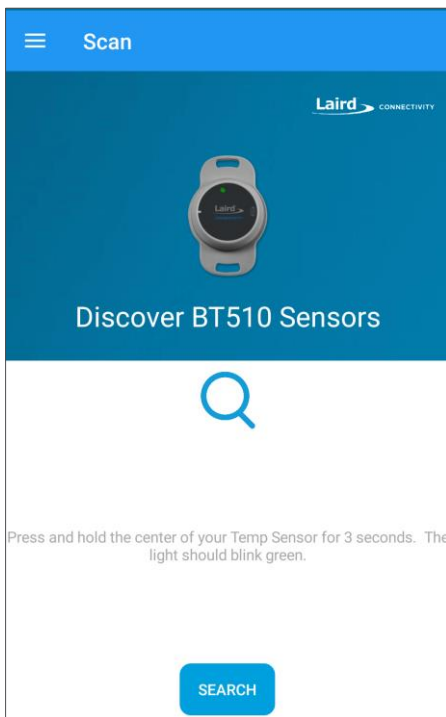 Scan
Laird CONNECTIVITY
Laird
Discover BT510 Sensors
Press and hold the center of your Temp Sensor for 3 seconds. The
light should blink green.
SEARCH